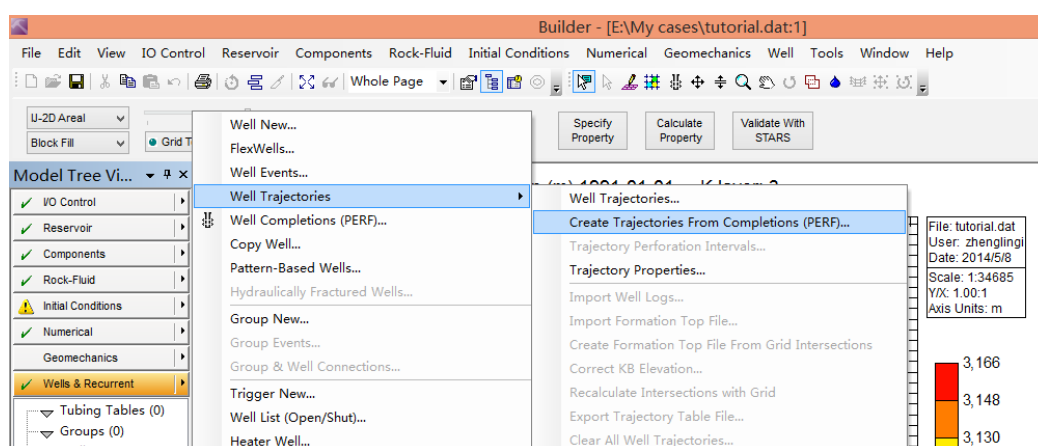 Builder - [E:\My cases\tutorial.dat:1]
File Edit View IO Control Reservoir Components Rock-Fluid Initial Conditions Numerical Geomechanics Well Tools Window Help
Whole Page
IJ-2D Areal
Block Fill
Grid T
Specify Property
Calculate Property
Validate With STARS
Model Tree Vi...
I/O Control
Reservoir
Components
Rock-Fluid
Initial Conditions
Numerical
Geomechanics
Wells & Recurrent
Tubing Tables (0)
Groups (0)
Well New...
FlexWells...
Well Events...
Well Trajectories
Well Completions (PERF)...
Copy Well...
Pattern-Based Wells...
Hydraulically Fractured Wells...
Group New...
Group Events...
Group & Well Connections...
Trigger New...
Well List (Open/Shut)...
Heater Well...
Well Trajectories...
Create Trajectories From Completions (PERF)...
Trajectory Perforation Intervals...
Trajectory Properties...
Import Well Logs...
Import Formation Top File...
Create Formation Top File From Grid Intersections
Correct KB Elevation...
Recalculate Intersections with Grid
Export Trajectory Table File...
Clear All Well Trajectories...
File: tutorial.dat
User: zhenglingi
Date: 2014/5/8
Scale: 1:34685
Y/X: 1.00:1
Axis Units: m
3,166
3,148
3,130